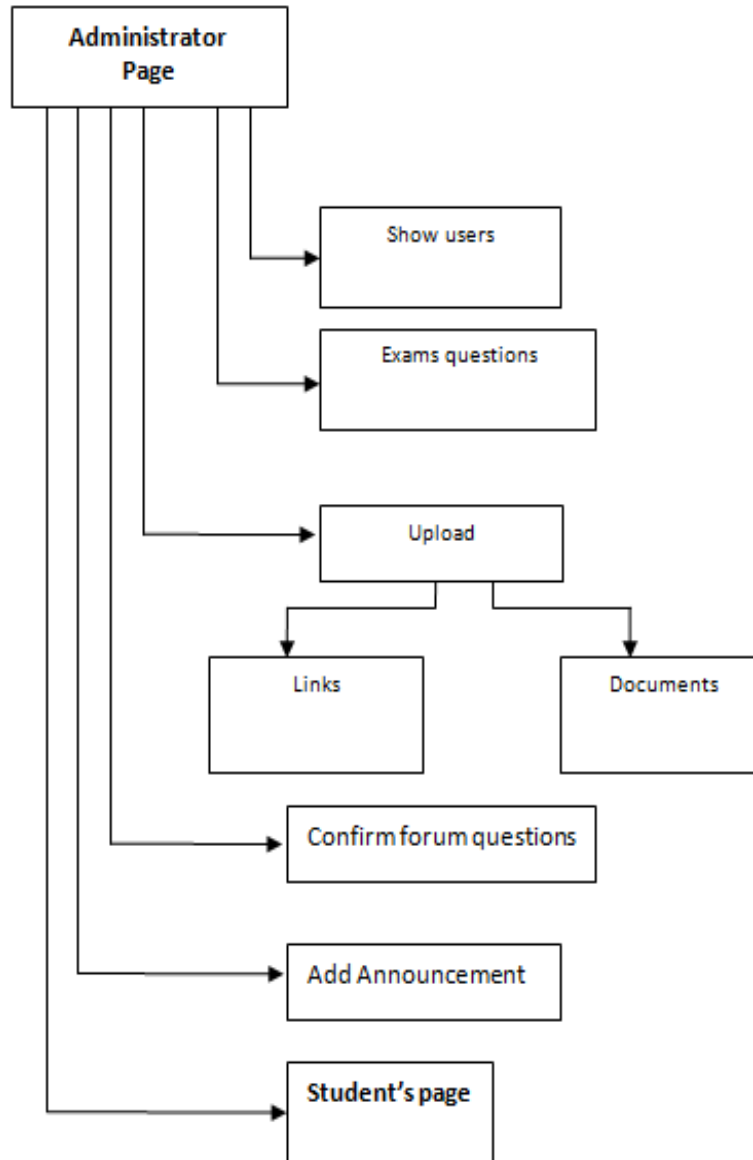 Administrator
Page
Show users
Exams questions
Upload
Links
Documents
Confirm forum questions
Add Announcement
Student’s page